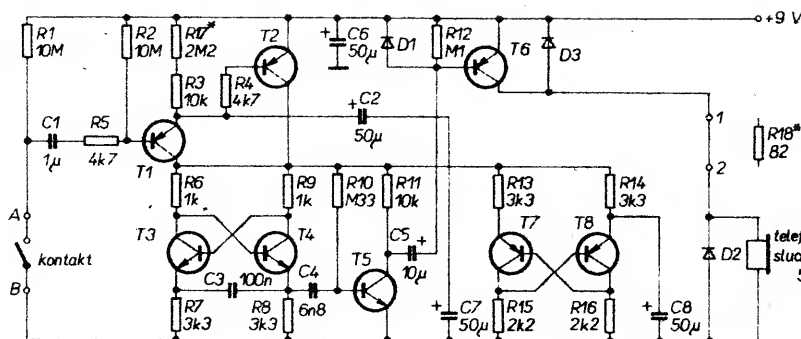 +9 V
R1
10M
R2
10M
R17*
2M2
T2
C6
50µ
D1
R12
M1
T6
D3
R3
10k
R4
4k7
C1
1µ
R5
4k7
T1
C2
50µ
1
R18*
82
2
R6
1k
R9
1k
R10
M33
R11
10k
R13
3k3
R14
3k3
A
kontakt
B
T3
T4
C3
100n
C4
6n8
T5
C5
10µ
T7
T8
D2
telef
sluc
5
R7
3k3
R8
3k3
C7
50µ
R15
2k2
R16
2k2
C8
50µ